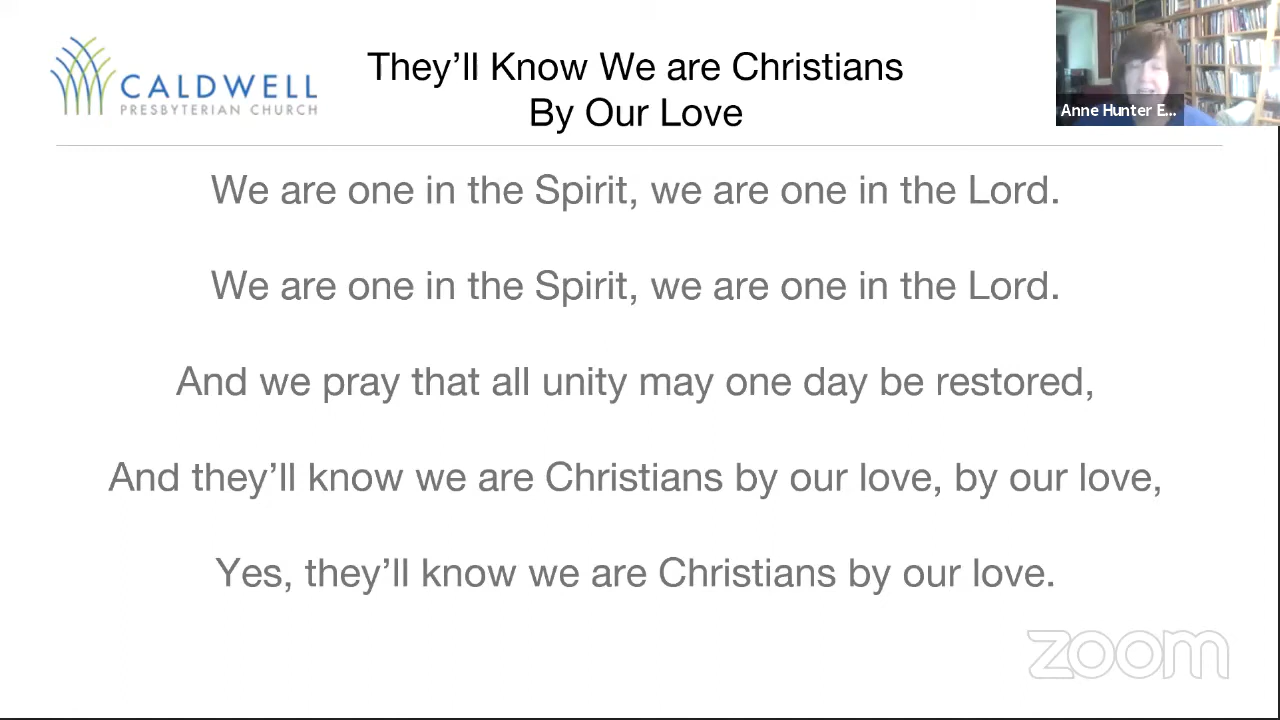 CALDWELL
PRESBYTERIAN CHURCH
They’ll Know We are Christians
By Our Love
Anne Hunter E...
We are one in the Spirit, we are one in the Lord.
We are one in the Spirit, we are one in the Lord.
And we pray that all unity may one day be restored,
And they’ll know we are Christians by our love, by our love,
Yes, they’ll know we are Christians by our love.
zoom